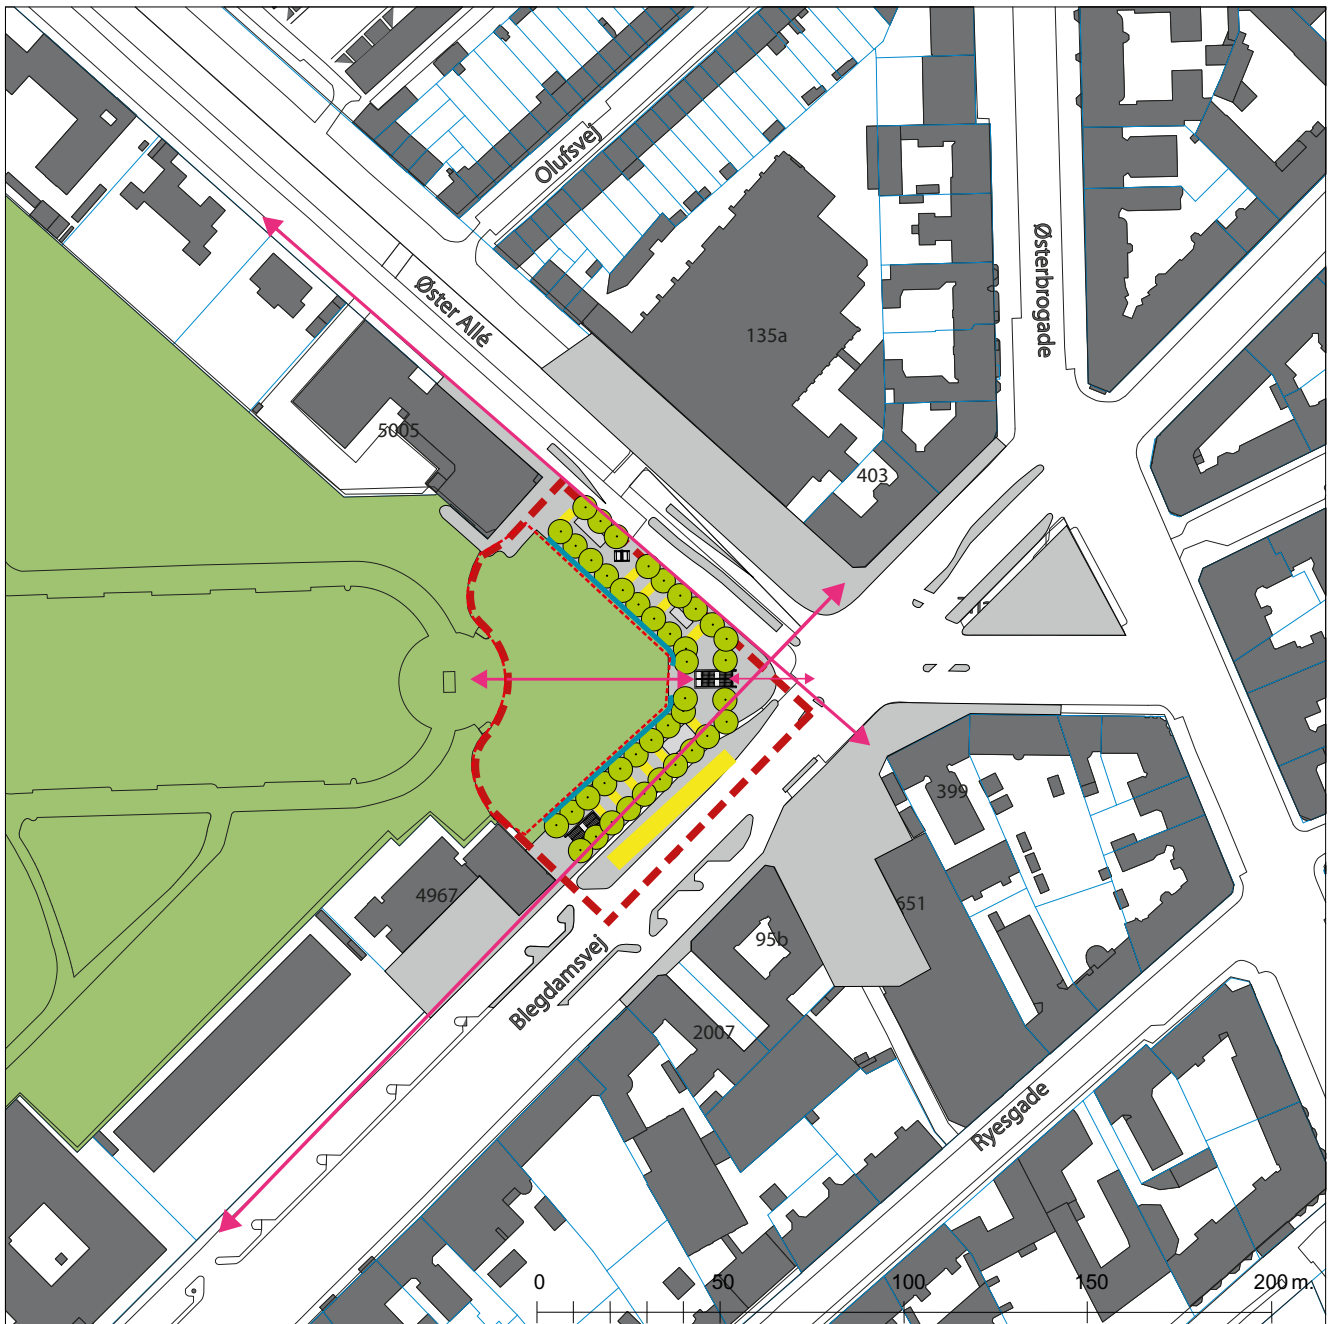 Olufsvej
Øster Allé
Østerbrogade
135a
5005
403
399
4967
651
95b
Blegdamsvej
2007
Ryesgade
0 50 100 150 200 m.